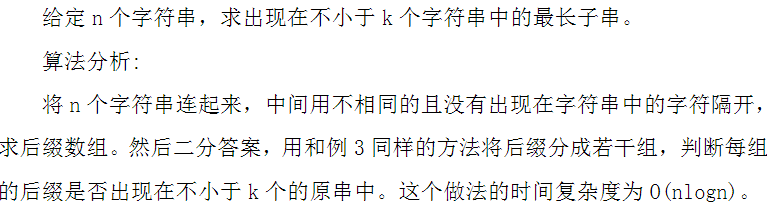 给定 n 个字符串，求出现在不小于 k 个字符串中的最长子串。
算法分析:
将 n 个字符串连起来，中间用不相同的且没有出现在字符串中的字符隔开，
求后缀数组。然后二分答案，用和例 3 同样的方法将后缀分成若干组，判断每组
的后缀是否出现在不小于 k 个的原串中。这个做法的时间复杂度为 O(nlogn)。